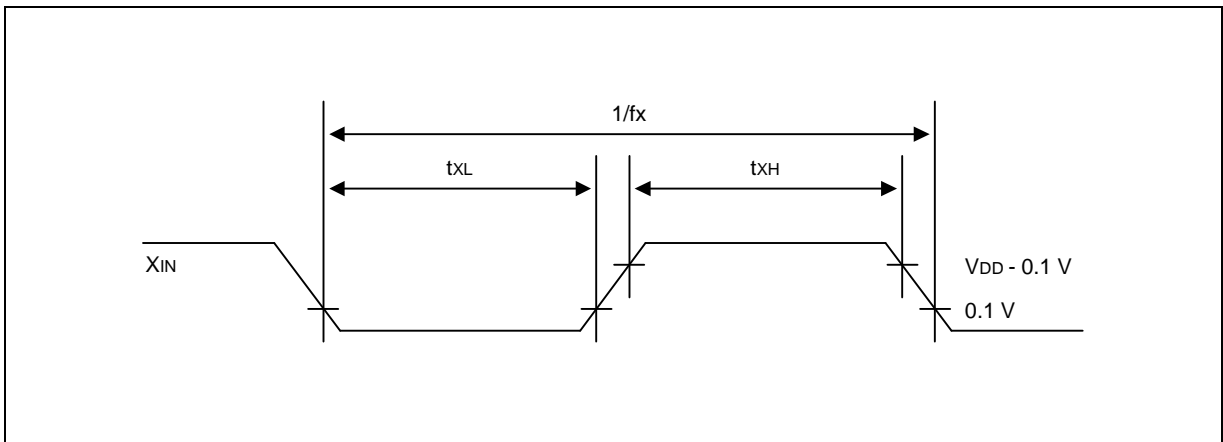 1/fx
tXL
tXH
XIN
VDD - 0.1 V
0.1 V